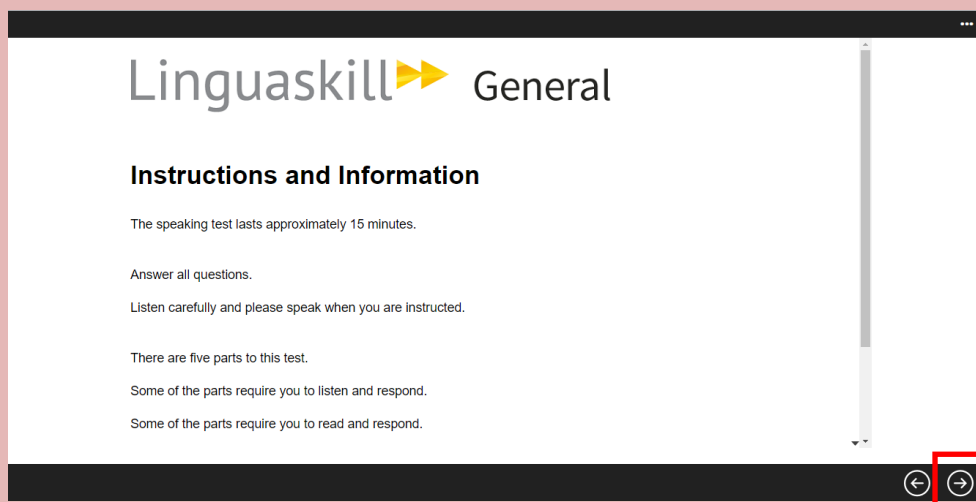 Linguaskill General
Instructions and Information
The speaking test lasts approximately 15 minutes.
Answer all questions.
Listen carefully and please speak when you are instructed.
There are five parts to this test.
Some of the parts require you to listen and respond.
Some of the parts require you to read and respond.